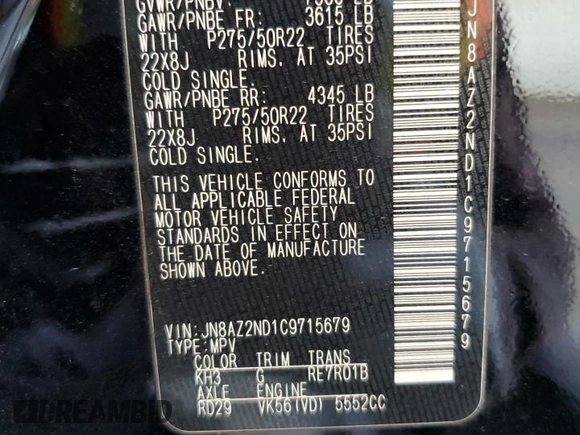 GAWR/PNBE FR: 3615 LB
WITH P275/50R22 TIRES
22X8J RIMS, AT 35PSI
COLD SINGLE.
GAWR/PNBE RR: 4345 LB
WITH P275/50R22 TIRES
22X8J RIMS, AT 35PSI
COLD SINGLE.
THIS VEHICLE CONFORMS TO
ALL APPLICABLE FEDERAL
MOTOR VEHICLE SAFETY
STANDARDS IN EFFECT ON
THE DATE OF MANUFACTURE
SHOWN ABOVE.
VIN: JN8AZ2ND1C9715679
TYPE: MPV
COLOR TRIM TRANS
KH3 G RE7R01B
AXLE ENGINE
RD29 VK56(VD) 5552CC
JN8AZ2ND1C9715679
DREAMBID